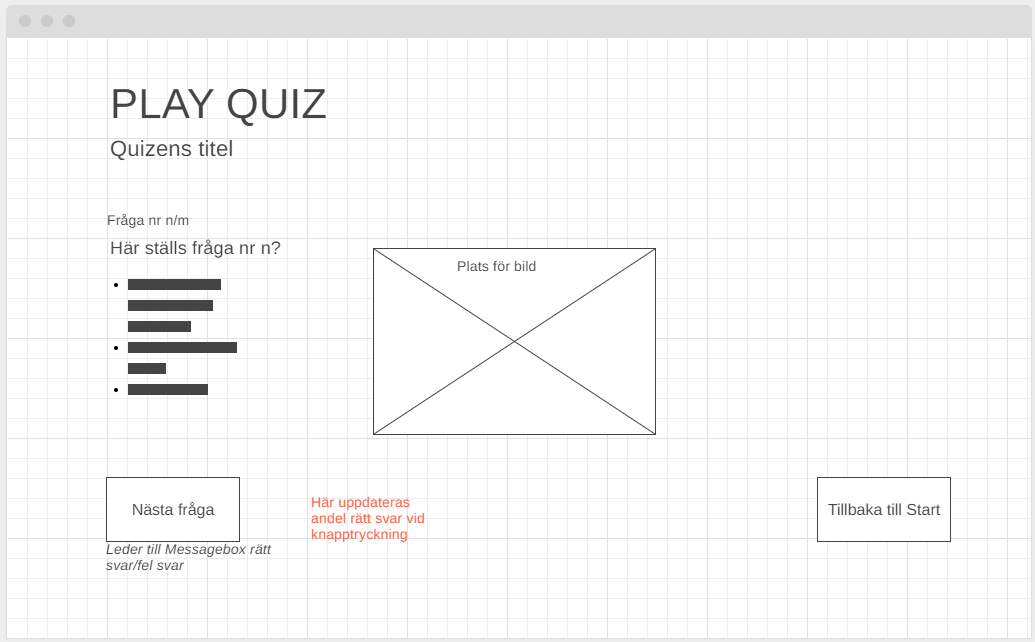 PLAY QUIZ
Quizens titel
Fråga nr n/m
Här ställs fråga nr n?
Plats för bild
Nästa fråga
Leder till Messagebox rätt
svar/fel svar
Här uppdateras
andel rätt svar vid
knapptryckning
Tillbaka till Start